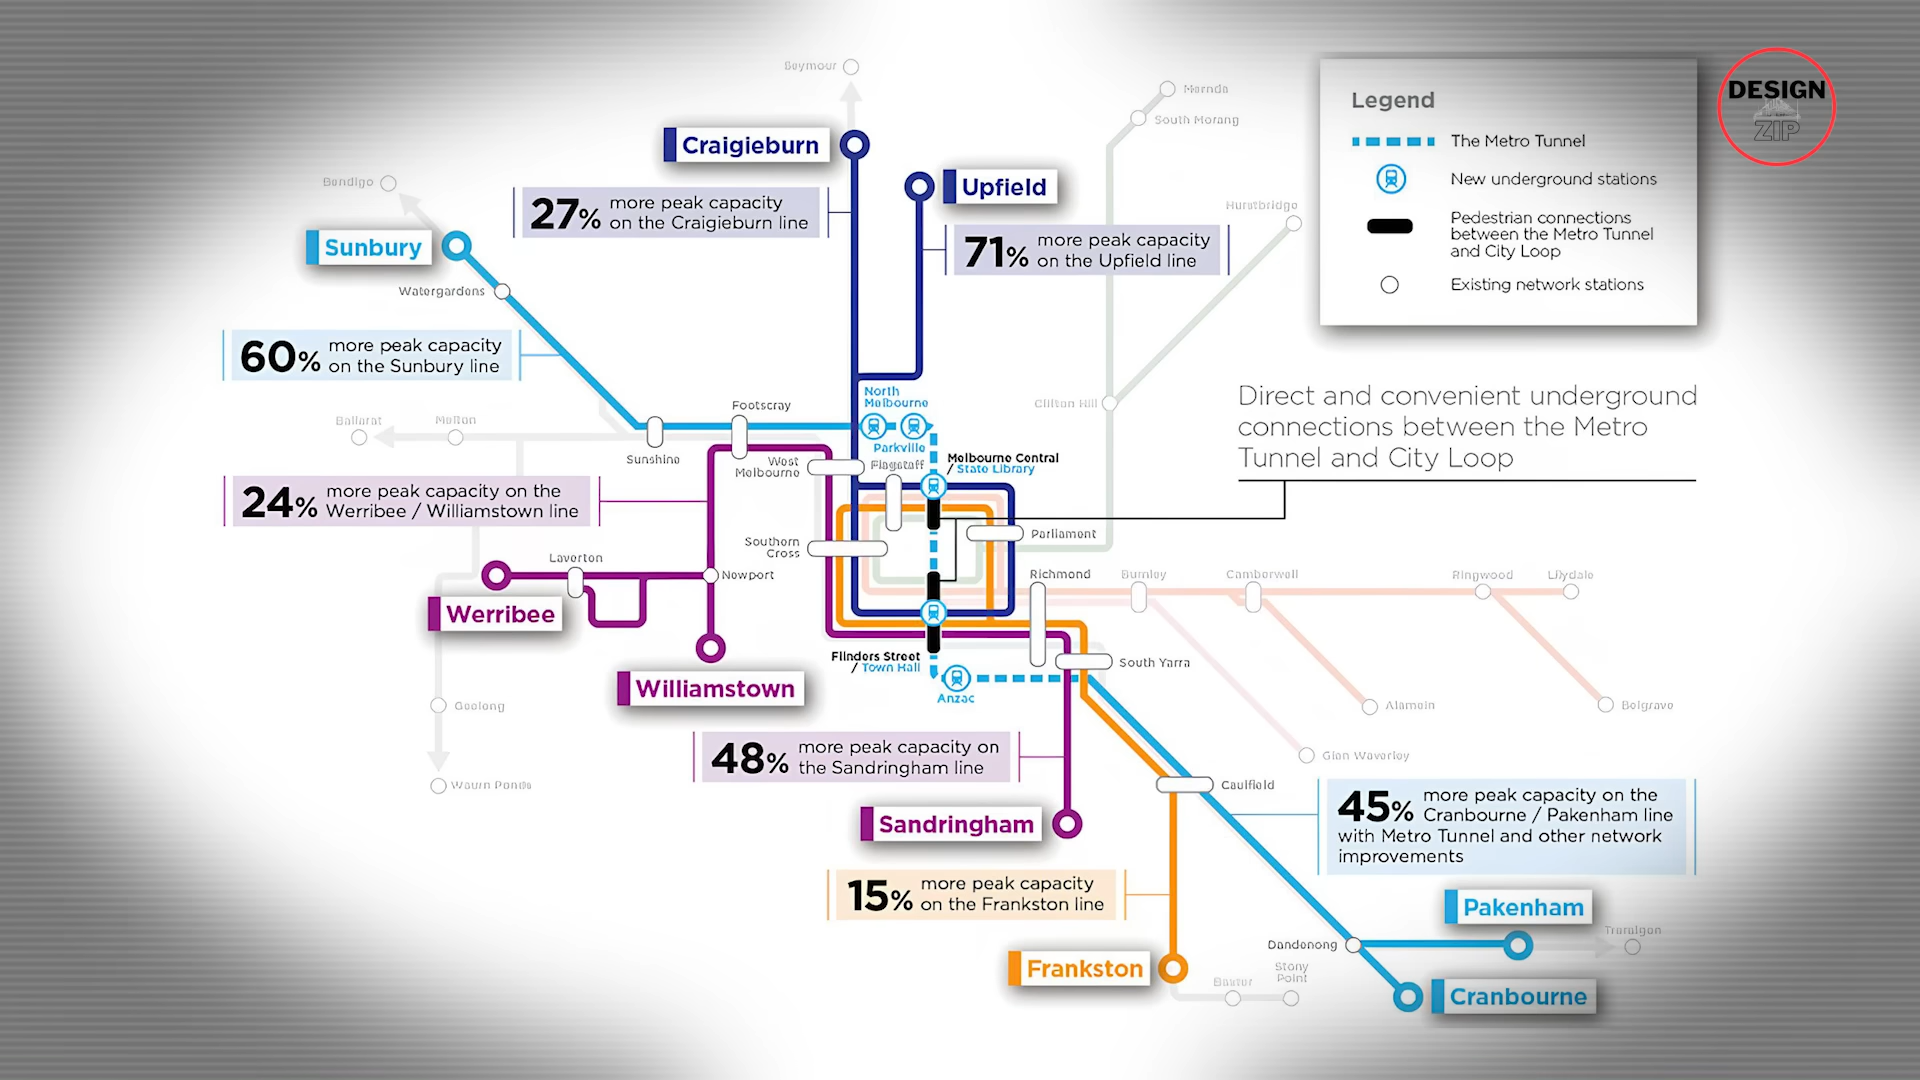 Seymour
Mernda
South Morang
Craigieburn
27% more peak capacity
on the Craigieburn line
Upfield
71% more peak capacity
on the Upfield line
Hurstbridge
Legend
The Metro Tunnel
New underground stations
Pedestrian connections
between the Metro Tunnel
and City Loop
Existing network stations
DESIGN
ZIP
Bendigo
Sunbury
Watergardens
60% more peak capacity
on the Sunbury line
Ballarat
Melton
Sunshine
Footscray
North
Melbourne
Parkville
West
Melbourne
Flagstaff
Melbourne Central
/ State Library
Clifton Hill
Direct and convenient underground
connections between the Metro
Tunnel and City Loop
24% more peak capacity on the
Werribee / Williamstown line
Southern
Cross
Parliament
Laverton
Newport
Werribee
Williamstown
Richmond
Burnley
Camberwell
Ringwood
Lilydale
Flinders Street
/ Town Hall
Anzac
South Yarra
Geelong
Waurn Ponds
Alamein
Belgrave
Glen Waverley
48% more peak capacity on
the Sandringham line
Sandringham
Caulfield
45% more peak capacity on the
Cranbourne / Pakenham line
with Metro Tunnel and other network
improvements
15% more peak capacity
on the Frankston line
Frankston
Pakenham
Traralgon
Dandenong
Stony
Point
Baxter
Cranbourne